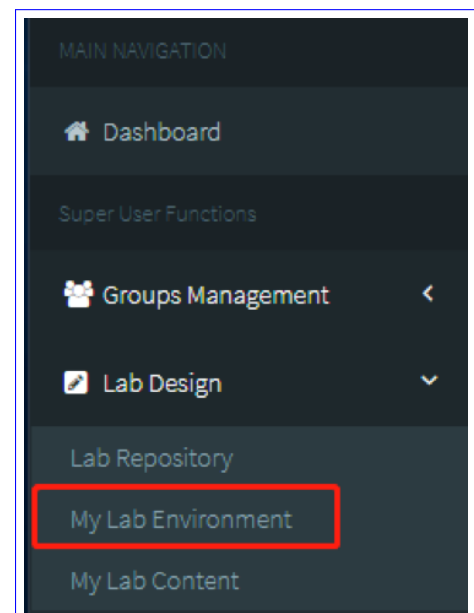 MAIN NAVIGATION
Dashboard
Super User Functions
Groups Management
Lab Design
Lab Repository
My Lab Environment
My Lab Content